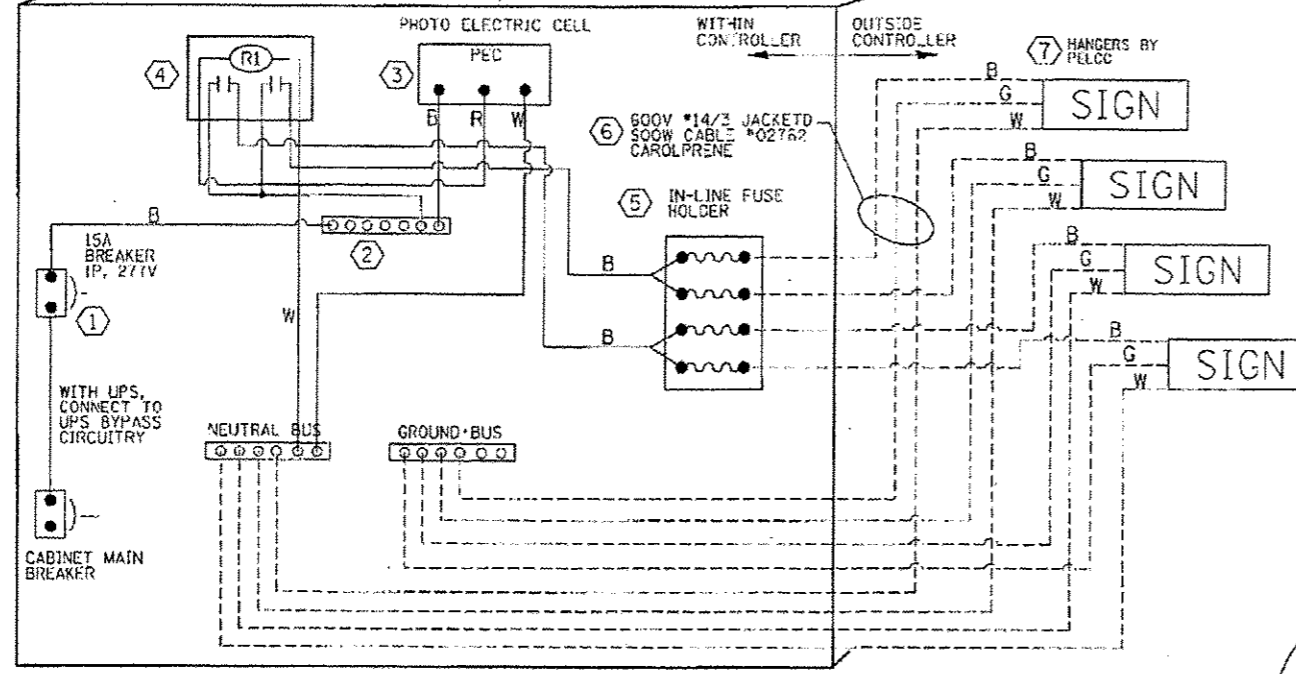 PHOTO ELECTRIC CELL
WITHIN
CONTROLLER
OUTSIDE
CONTROLLER
4
R1
3
PEC
B R W
7
HANGERS BY
PELCO
B
G
W
SIGN
6
600V #14/3 JACKETD
SOOW CABLE #02762
CAROLPRENE
B
G
W
SIGN
5
IN-LINE FUSE
HOLDER
B
15A
BREAKER
1P, 277V
2
1
B
B
G
W
SIGN
W
B
B
G
W
SIGN
WITH UPS,
CONNECT TO
UPS BYPASS
CIRCUITRY
NEUTRAL BUS
GROUND BUS
CABINET MAIN
BREAKER